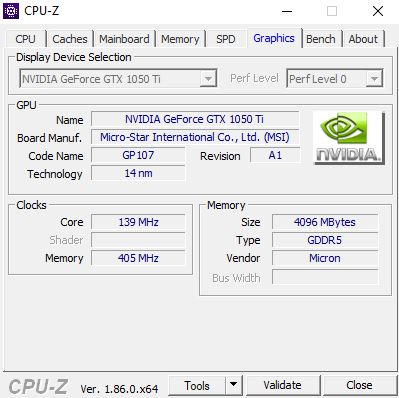 CPU-Z
CPU Caches Mainboard Memory SPD Graphics Bench About
Display Device Selection
NVIDIA GeForce GTX 1050 Ti Perf Level Perf Level 0
GPU
Name NVIDIA GeForce GTX 1050 Ti
Board Manuf. Micro-Star International Co., Ltd. (MSI)
Code Name GP107 Revision A1
Technology 14 nm
NVIDIA.
Clocks
Core 139 MHz
Shader
Memory 405 MHz
Memory
Size 4096 MBytes
Type GDDR5
Vendor Micron
Bus Width
CPU-Z Ver. 1.86.0.x64 Tools Validate Close